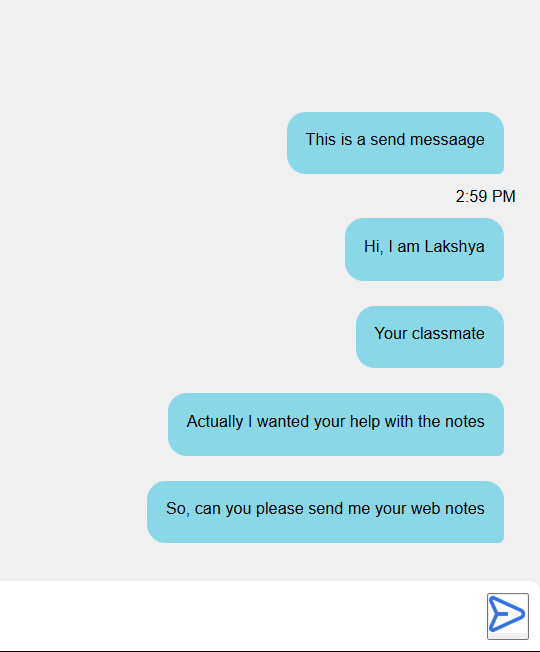 This is a send messaage
2:59 PM
Hi, I am Lakshya
Your classmate
Actually I wanted your help with the notes
So, can you please send me your web notes